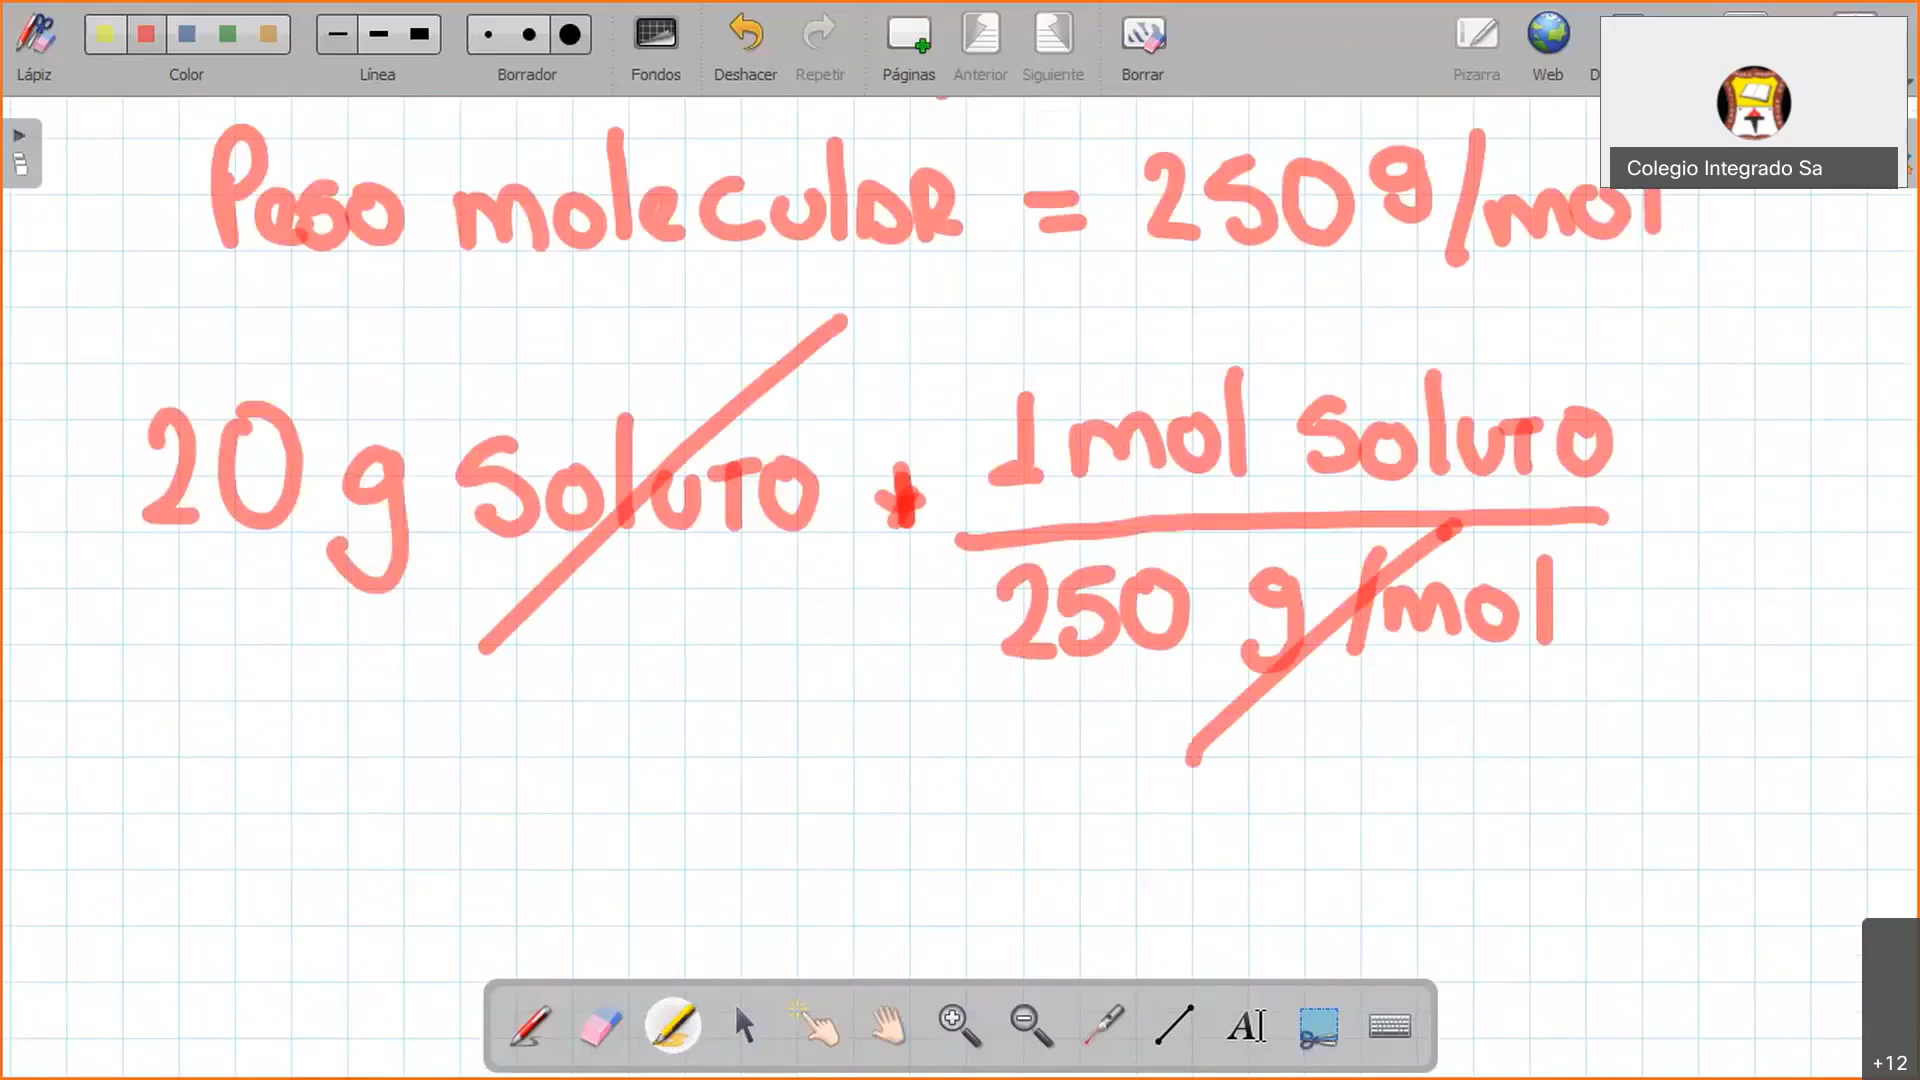 Lápiz Color Línea Borrador Fondos Deshacer Repetir Páginas Anterior Siguiente Borrar Pizarra Web D
Colegio Integrado Sa
Peso moleculaR = 250 g/mol
20 g SoluTO * 1 mol SoluTO
250 g/mol
+12